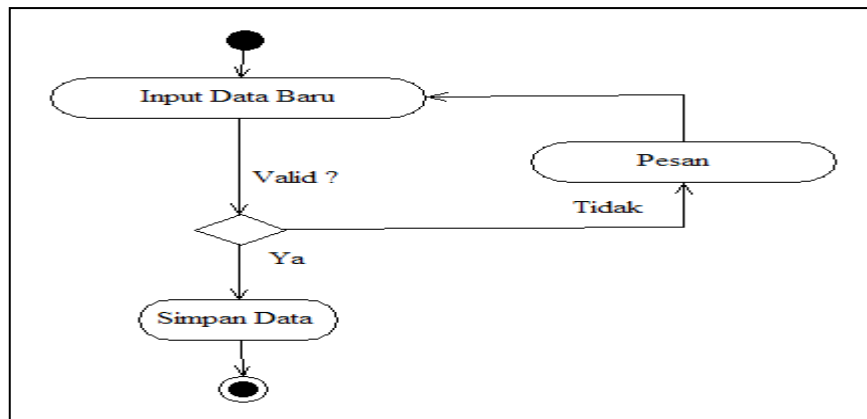 Input Data Baru
Pesan
Valid ?
Tidak
Ya
Simpan Data